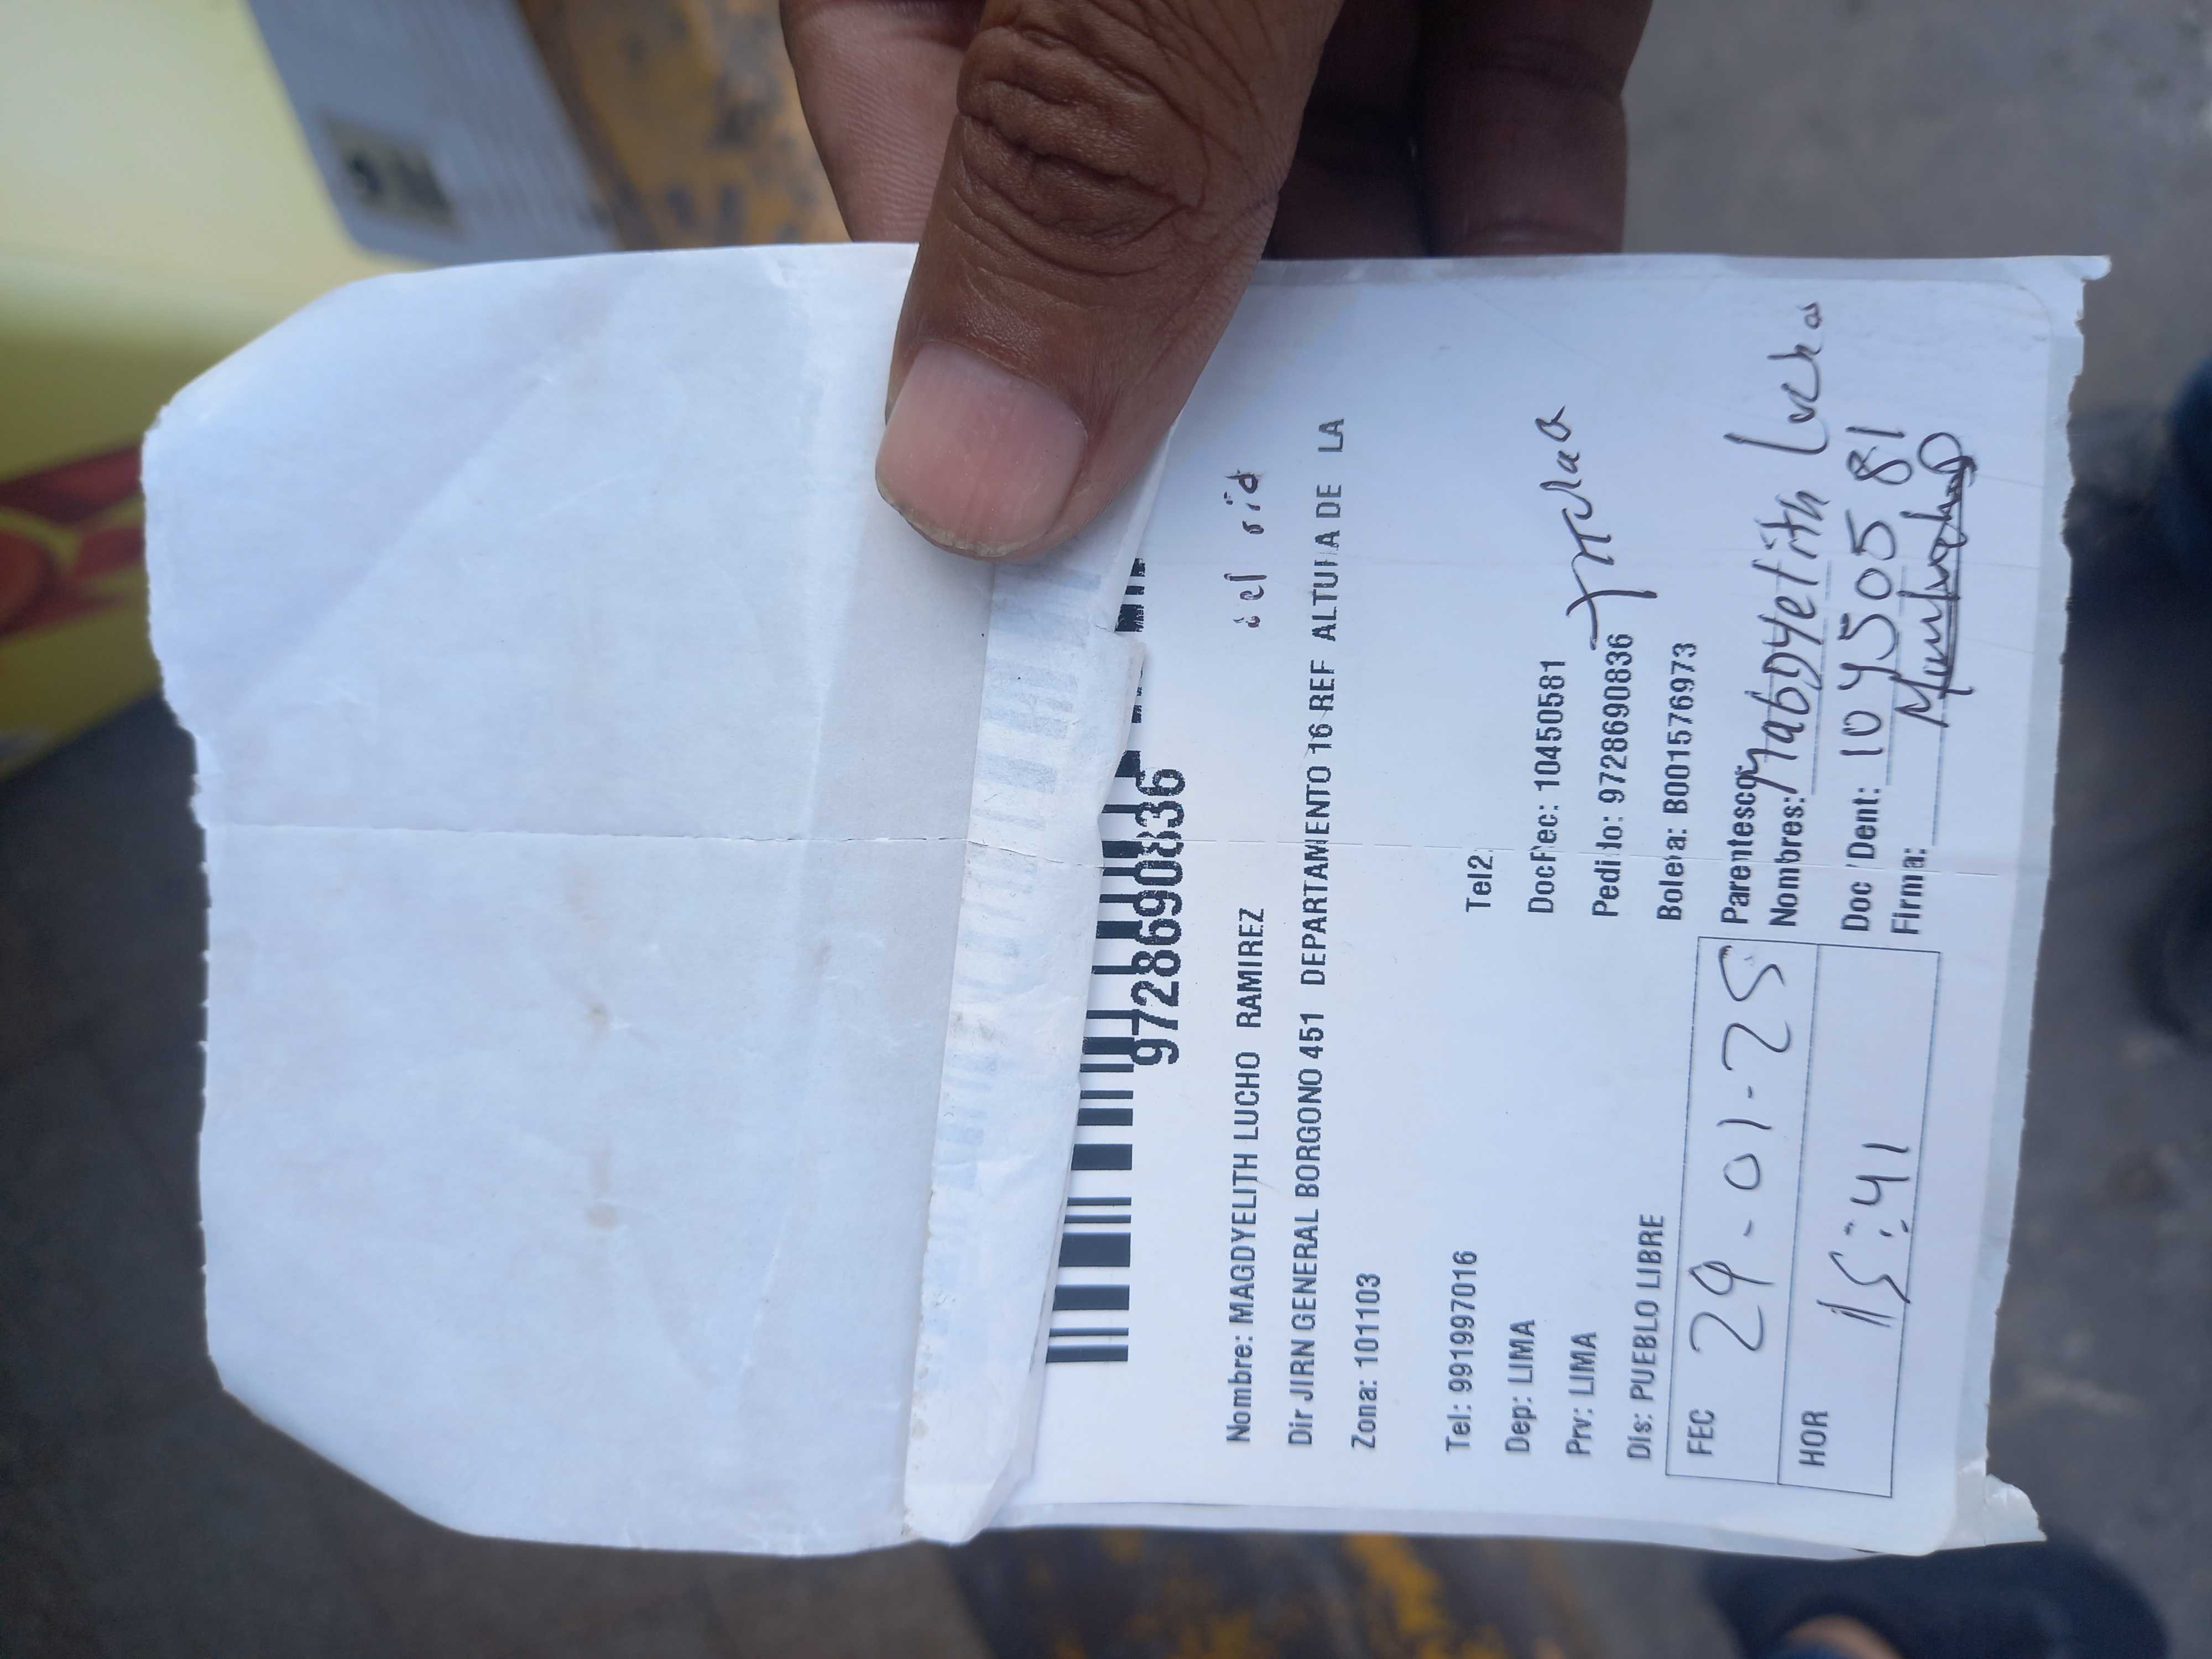 9728690836
Nombre: MAGDYELITH LUCHO RAMIREZ
Dir JIRN GENERAL BORGONO 451 DEPARTAMENTO 16 REF ALTURA DE LA
Zona: 101103
Tel: 991997016 Tel2:
Dep: LIMA DocRec: 10450581
Prv: LIMA Pedido: 9728690836
Dis: PUEBLO LIBRE Boleta: B001576973
FEC 29-01-25 Parentesco:
Nombres: Magdyelith Lucho
HOR 15:41 Doc Ident: 10450581
Firma: